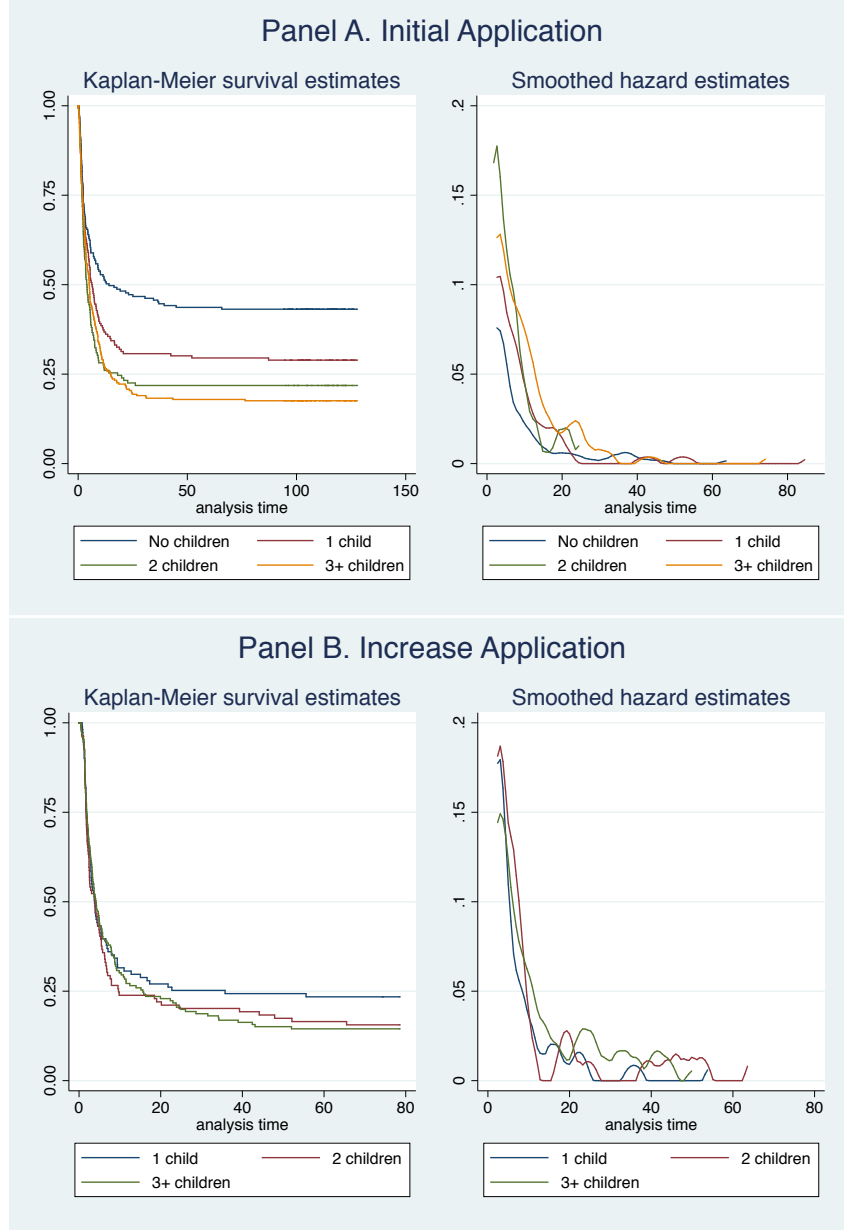 Panel A. Initial Application
Kaplan-Meier survival estimates
1.00
0.75
0.50
0.25
0.00
0 50 100 150
analysis time
No children 1 child
2 children 3+ children
Smoothed hazard estimates
.2
.15
.1
.05
0
0 20 40 60 80
analysis time
No children 1 child
2 children 3+ children
Panel B. Increase Application
Kaplan-Meier survival estimates
1.00
0.75
0.50
0.25
0.00
0 20 40 60 80
analysis time
1 child 2 children
3+ children
Smoothed hazard estimates
.2
.15
.1
.05
0
0 20 40 60 80
analysis time
1 child 2 children
3+ children